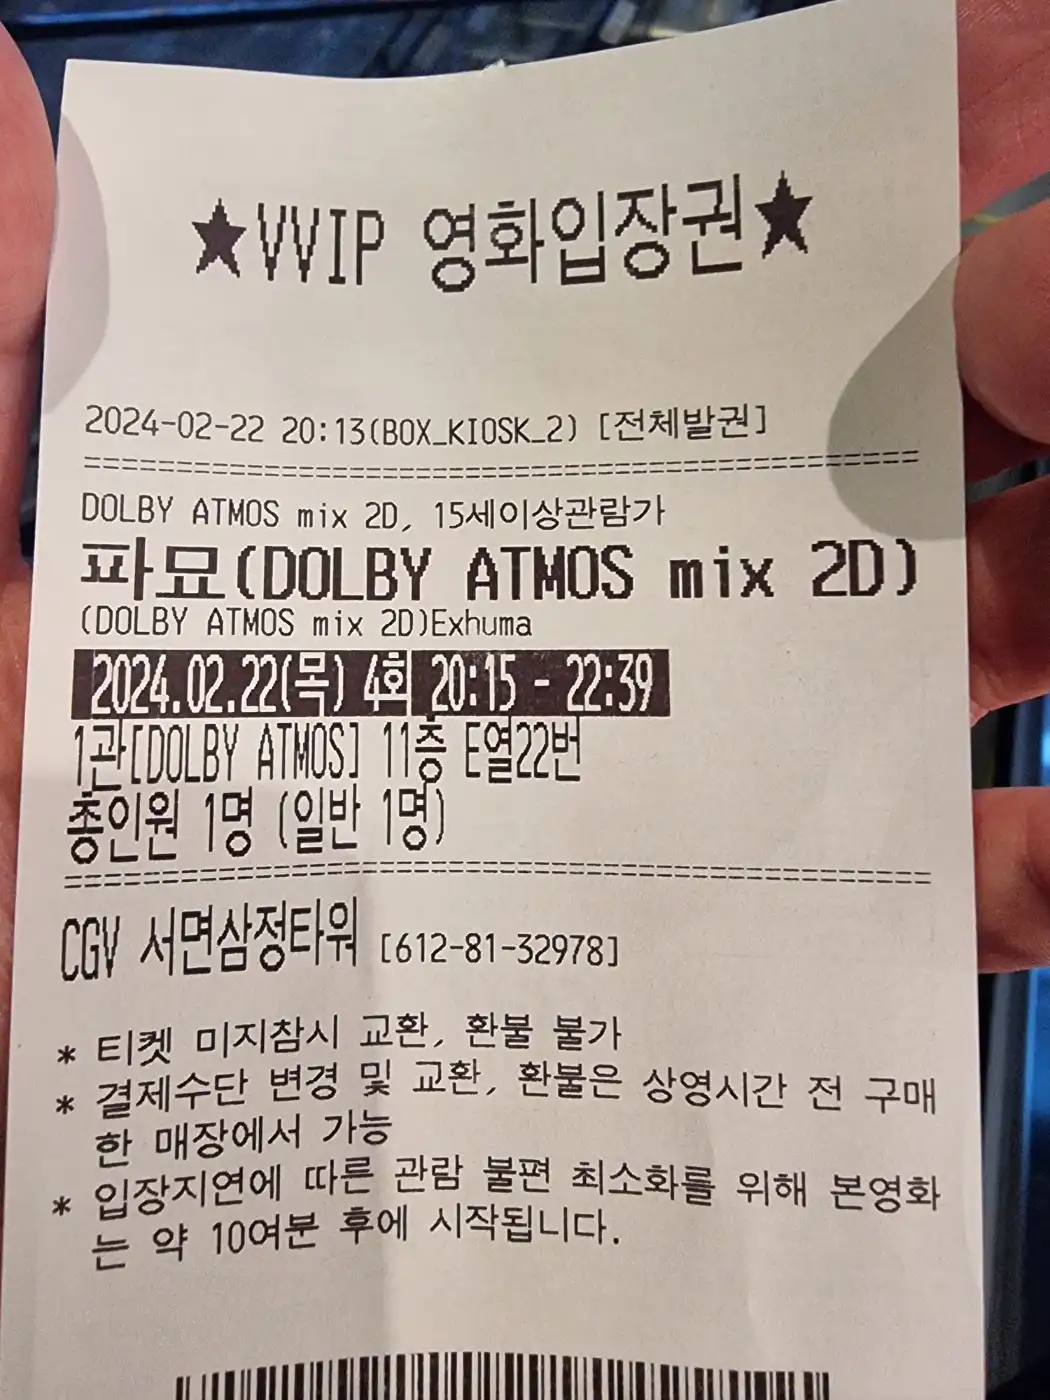 ★VVIP 영화입장권★
2024-02-22 20:13(BOX_KIOSK_2) [전체발권]
==================================================
DOLBY ATMOS mix 2D, 15세이상관람가
파묘(DOLBY ATMOS mix 2D)
(DOLBY ATMOS mix 2D)Exhuma
2024.02.22(목) 4회 20:15 - 22:39
1관[DOLBY ATMOS] 11층 E열22번
총인원 1명 (일반 1명)
==================================================
CGV 서면삼정타워 [612-81-32978]
* 티켓 미지참시 교환, 환불 불가
* 결제수단 변경 및 교환, 환불은 상영시간 전 구매
한 매장에서 가능
* 입장지연에 따른 관람 불편 최소화를 위해 본영화
는 약 10여분 후에 시작됩니다.